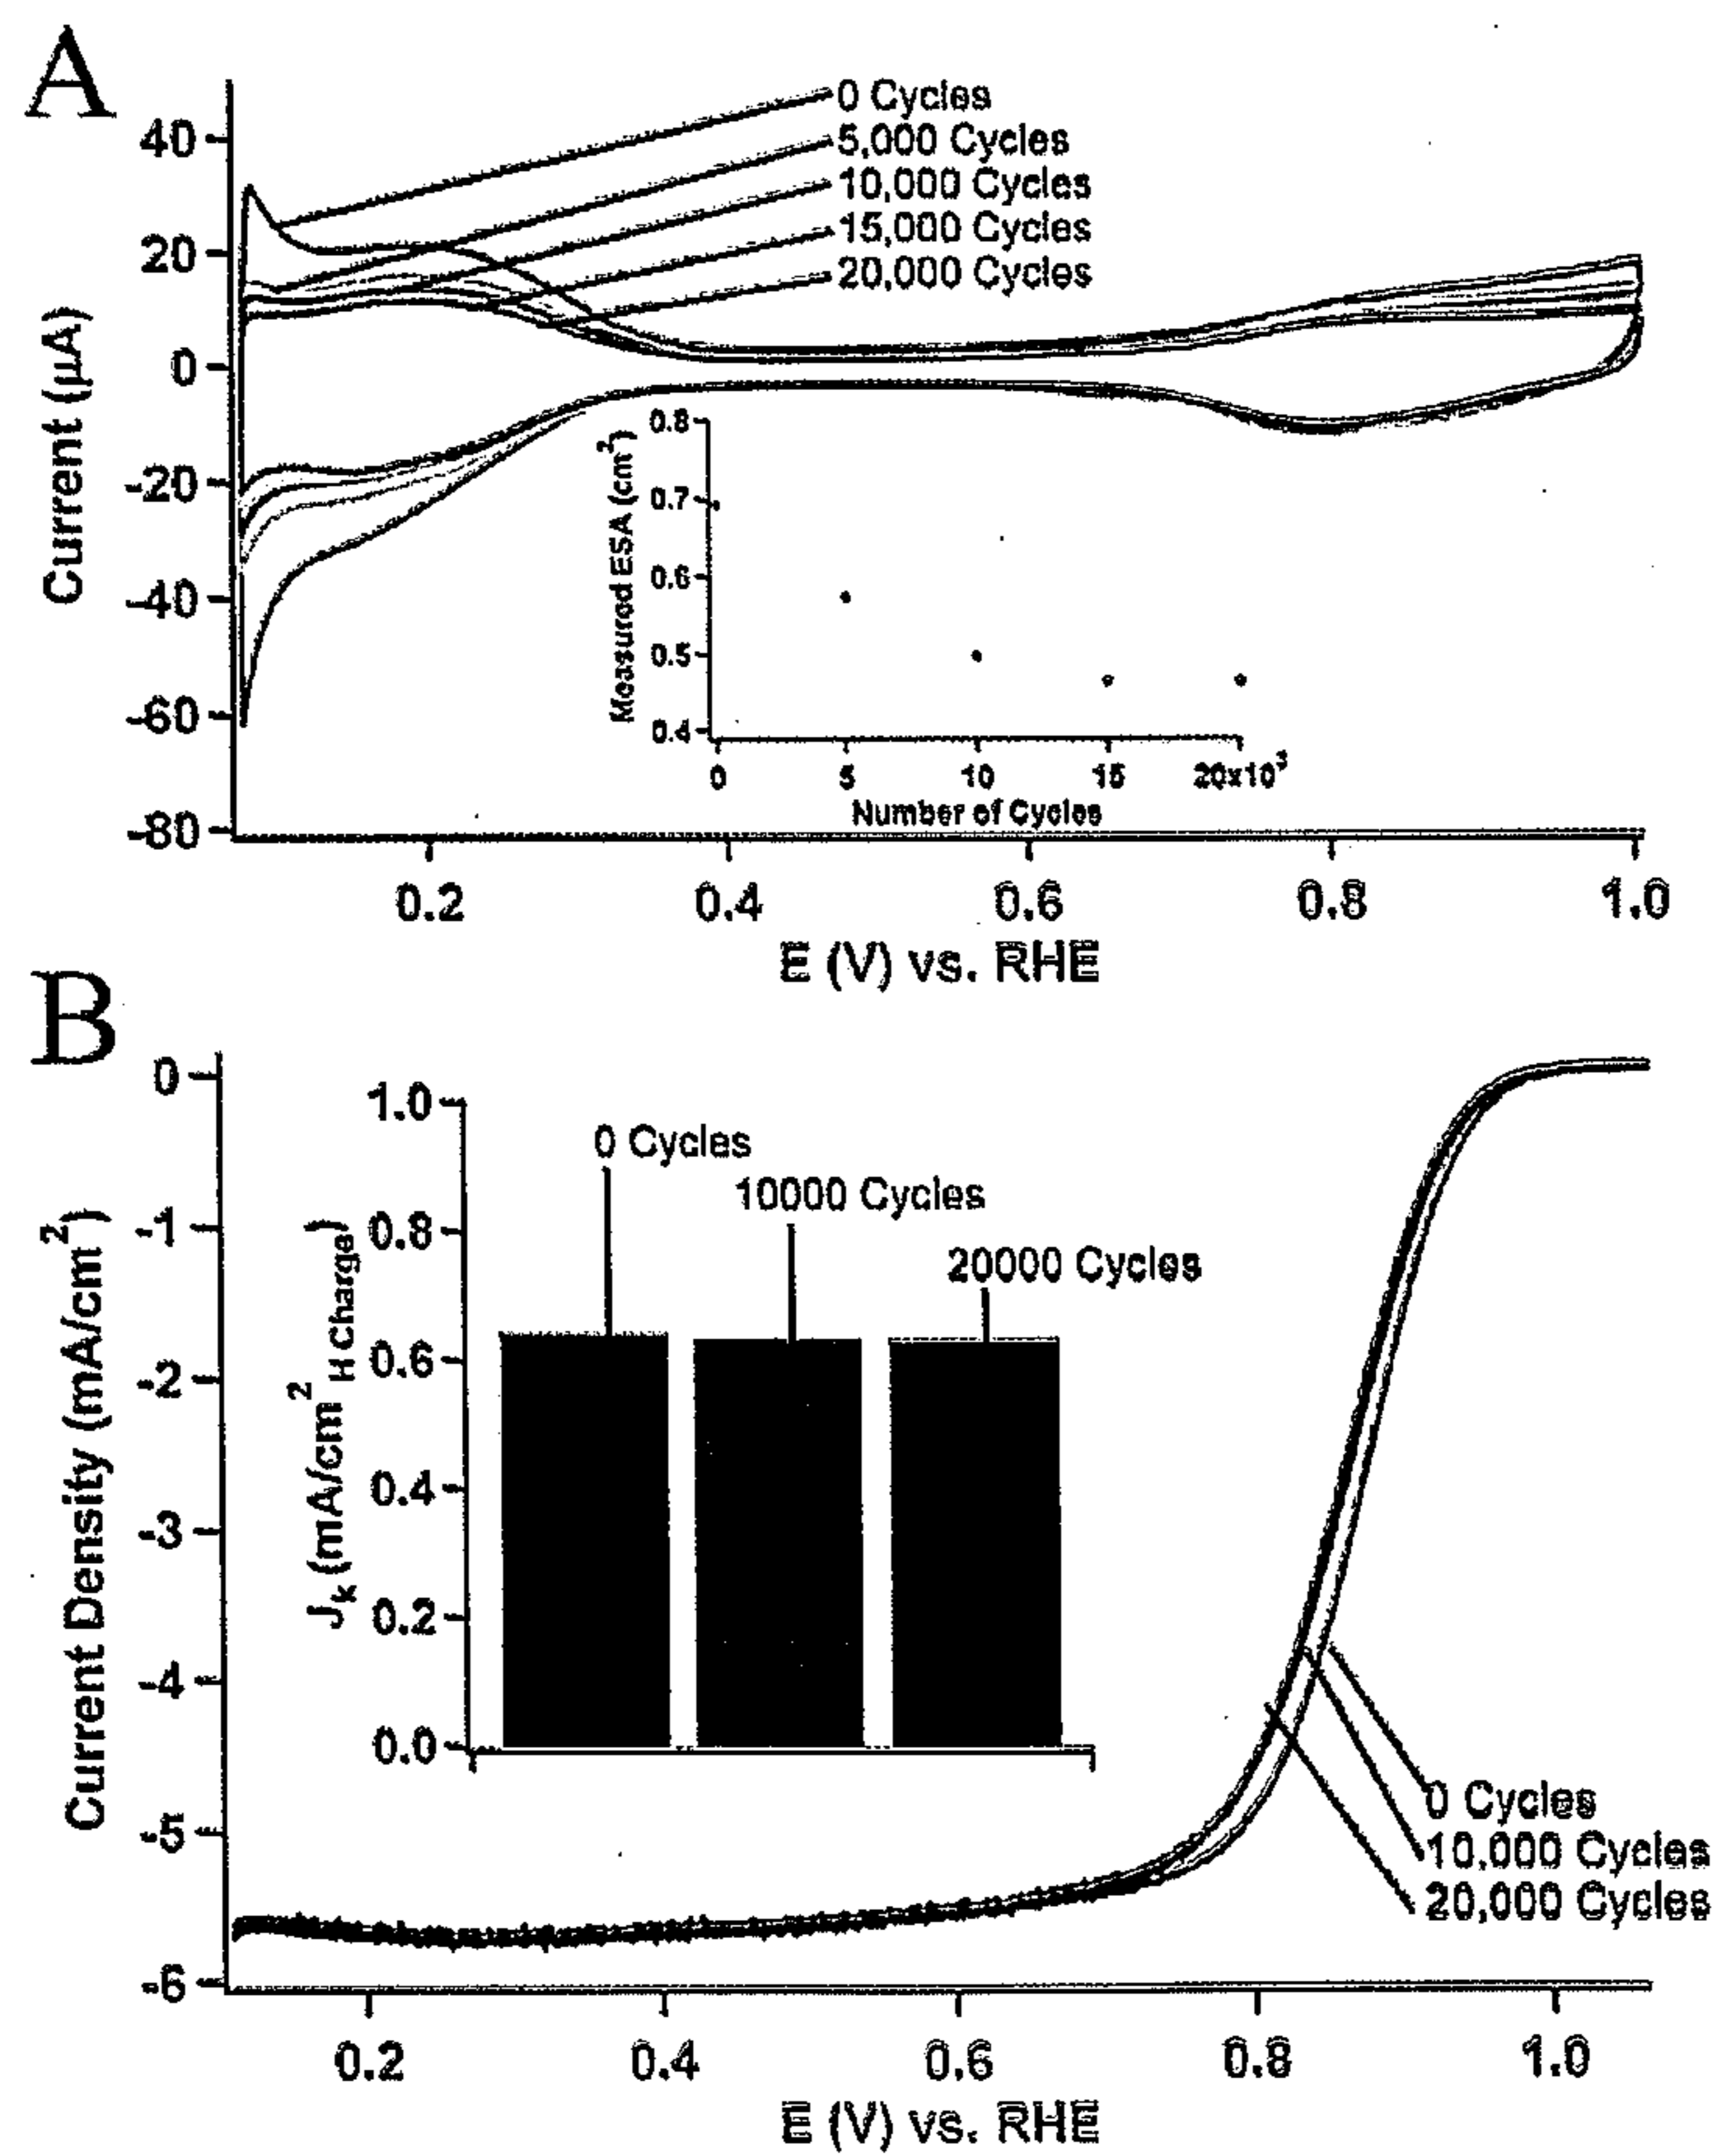 A
40
20
0
-20
-40
-60
-80
Current (µA)
0 Cycles
5,000 Cycles
10,000 Cycles
15,000 Cycles
20,000 Cycles
0.8
0.7
0.6
0.5
0.4
Measured ESA (cm²)
0 5 10 15 20x10³
Number of Cycles
0.2 0.4 0.6 0.8 1.0
E (V) vs. RHE
B
0
-1
-2
-3
-4
-5
-6
Current Density (mA/cm²)
1.0
0.8
0.6
0.4
0.2
0.0
Jk (mA/cm² H Charge)
0 Cycles
10000 Cycles
20000 Cycles
0 Cycles
10,000 Cycles
20,000 Cycles
0.2 0.4 0.6 0.8 1.0
E (V) vs. RHE